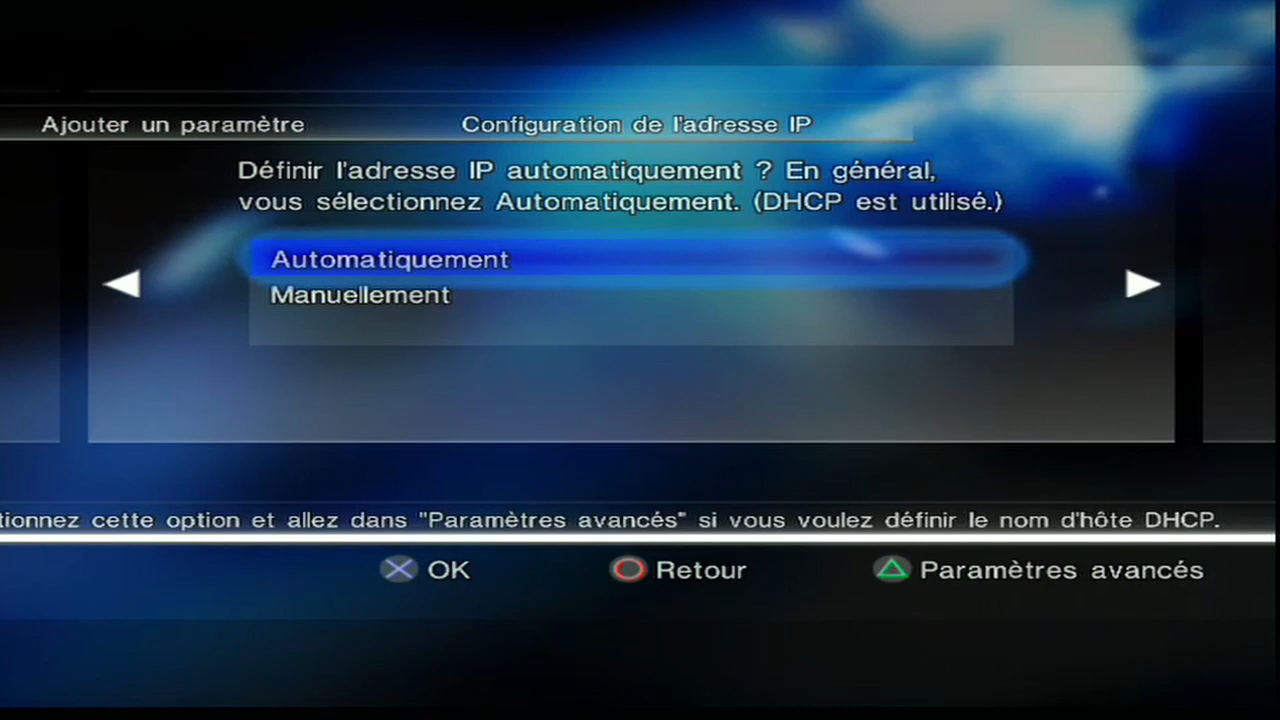 Ajouter un paramètre
Configuration de l'adresse IP
Définir l'adresse IP automatiquement ? En général,
vous sélectionnez Automatiquement. (DHCP est utilisé.)
Automatiquement
Manuellement
tionnez cette option et allez dans "Paramètres avancés" si vous voulez définir le nom d'hôte DHCP.
OK
Retour
Paramètres avancés